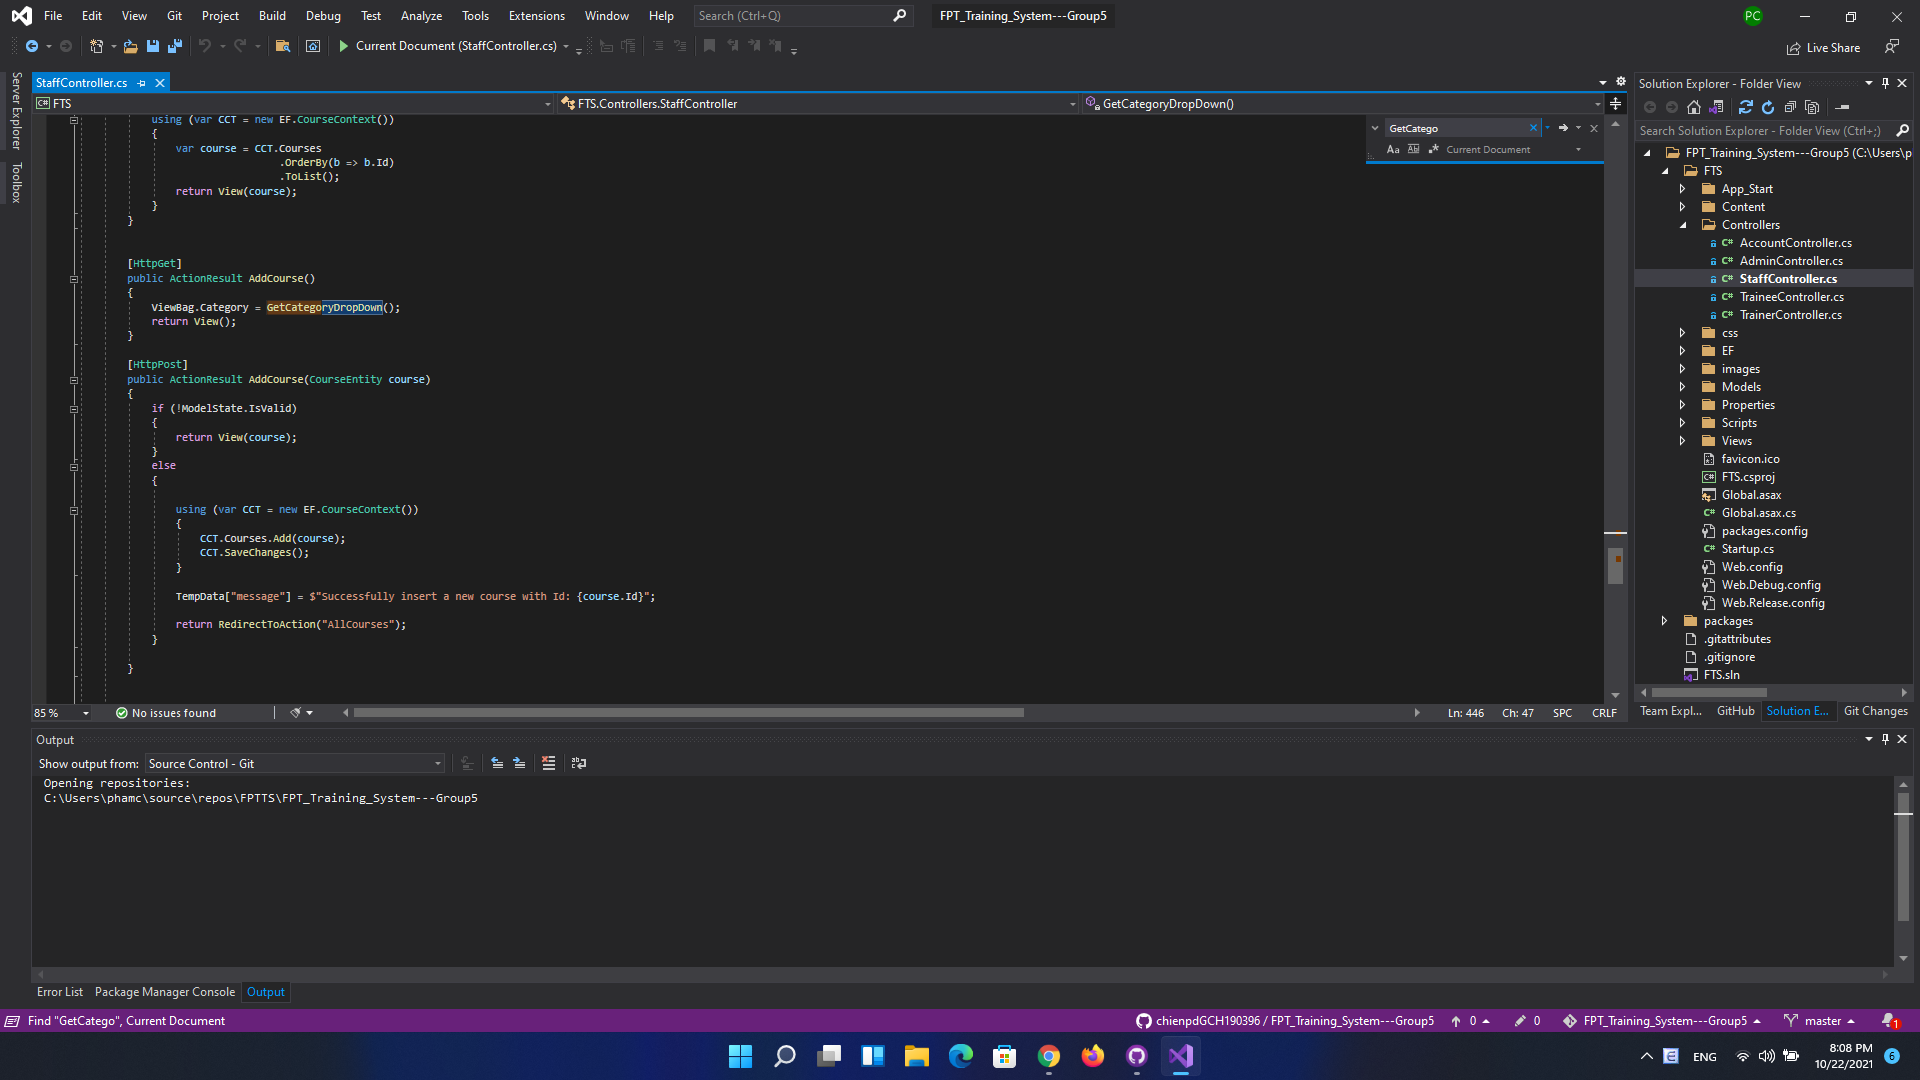 File Edit View Git Project Build Debug Test Analyze Tools Extensions Window Help Search (Ctrl+Q) FPT_Training_System---Group5 PC
Current Document (StaffController.cs) Live Share
Server Explorer
Toolbox
StaffController.cs
FTS FTS.Controllers.StaffController GetCategoryDropDown()
GetCatego
Aa Current Document
using (var CCT = new EF.CourseContext())
{
var course = CCT.Courses
.OrderBy(b => b.Id)
.ToList();
return View(course);
}
}
[HttpGet]
public ActionResult AddCourse()
{
ViewBag.Category = GetCategoryDropDown();
return View();
}
[HttpPost]
public ActionResult AddCourse(CourseEntity course)
{
if (!ModelState.IsValid)
{
return View(course);
}
else
{
using (var CCT = new EF.CourseContext())
{
CCT.Courses.Add(course);
CCT.SaveChanges();
}
TempData["message"] = $"Successfully insert a new course with Id: {course.Id}";
return RedirectToAction("AllCourses");
}
}
85 % No issues found Ln: 446 Ch: 47 SPC CRLF
Solution Explorer - Folder View
Search Solution Explorer - Folder View (Ctrl+;)
FPT_Training_System---Group5 (C:\Users\p
FTS
App_Start
Content
Controllers
AccountController.cs
AdminController.cs
StaffController.cs
TraineeController.cs
TrainerController.cs
css
EF
images
Models
Properties
Scripts
Views
favicon.ico
FTS.csproj
Global.asax
Global.asax.cs
packages.config
Startup.cs
Web.config
Web.Debug.config
Web.Release.config
packages
.gitattributes
.gitignore
FTS.sln
Team Expl... GitHub Solution E... Git Changes
Output
Show output from: Source Control - Git
Opening repositories:
C:\Users\phamc\source\repos\FPTTS\FPT_Training_System---Group5
Error List Package Manager Console Output
Find "GetCatego", Current Document chienpdGCH190396 / FPT_Training_System---Group5 0 0 FPT_Training_System---Group5 master 1
ENG 8:08 PM
10/22/2021 6